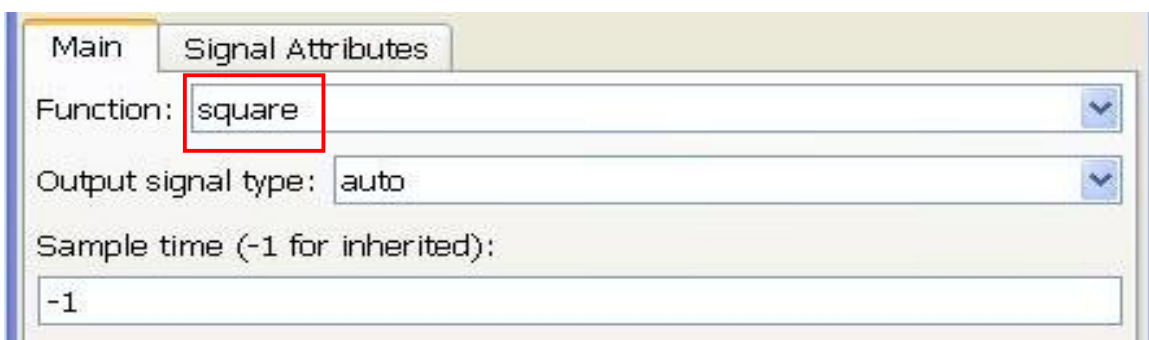 Main Signal Attributes
Function: square
Output signal type: auto
Sample time (-1 for inherited):
-1